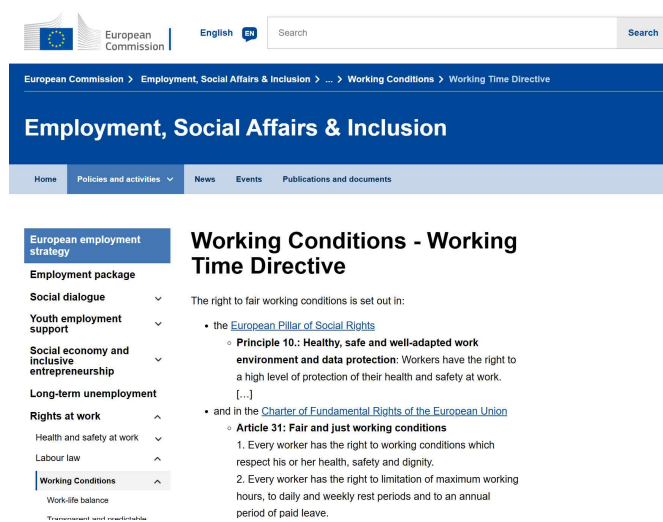 European
Commission
English EN
Search
Search
European Commission > Employment, Social Affairs & Inclusion > ... > Working Conditions > Working Time Directive
Employment, Social Affairs & Inclusion
Home
Policies and activities
News
Events
Publications and documents
European employment
strategy
Employment package
Social dialogue
Youth employment
support
Social economy and
inclusive
entrepreneurship
Long-term unemployment
Rights at work
Health and safety at work
Labour law
Working Conditions
Work-life balance
Transparent and predictable
Working Conditions - Working
Time Directive
The right to fair working conditions is set out in:
• the European Pillar of Social Rights
◦ Principle 10.: Healthy, safe and well-adapted work
environment and data protection: Workers have the right to
a high level of protection of their health and safety at work.
[…]
• and in the Charter of Fundamental Rights of the European Union
◦ Article 31: Fair and just working conditions
1. Every worker has the right to working conditions which
respect his or her health, safety and dignity.
2. Every worker has the right to limitation of maximum working
hours, to daily and weekly rest periods and to an annual
period of paid leave.